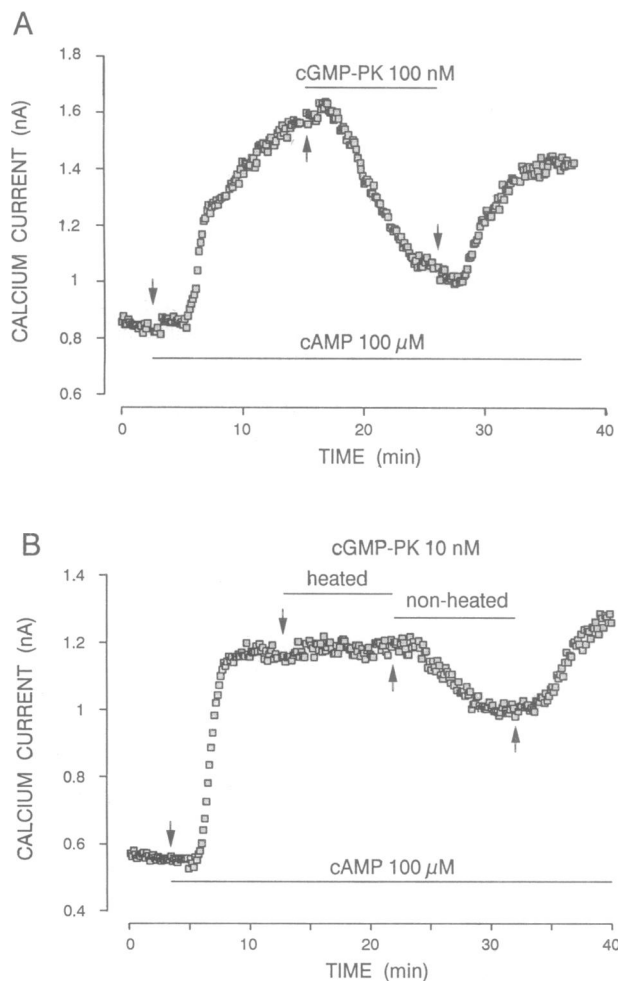 A
CALCIUM CURRENT (nA)
1.8
1.6
1.4
1.2
1
0.8
0.6
cGMP-PK 100 nM
cAMP 100 µM
0 10 20 30 40
TIME (min)
B
CALCIUM CURRENT (nA)
1.4
1.2
1
0.8
0.6
0.4
cGMP-PK 10 nM
heated
non-heated
cAMP 100 µM
0 10 20 30 40
TIME (min)